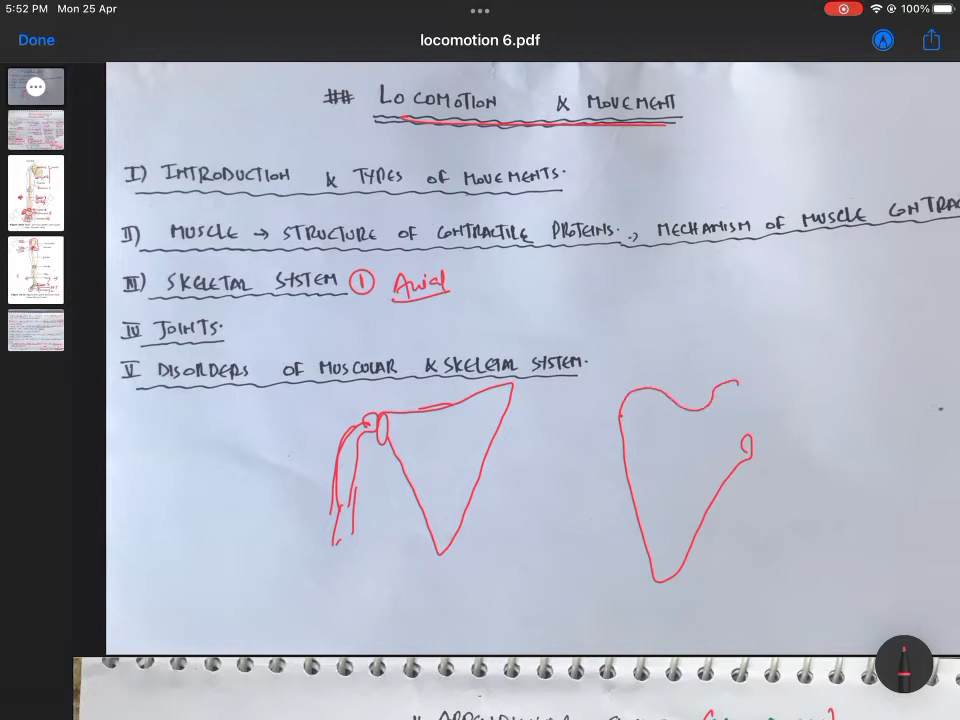 5:52 PM Mon 25 Apr
100%
Done
locomotion 6.pdf
## LOCOMOTION & MOVEMENT
I) INTRODUCTION & TYPES OF MOVEMENTS.
II) MUSCLE → STRUCTURE OF CONTRACTILE PROTEINS., MECHANISM OF MUSCLE CONTRAC
III) SKELETAL SYSTEM ① Axial
IV JOINTS.
V DISORDERS OF MUSCULAR & SKELETAL SYSTEM.